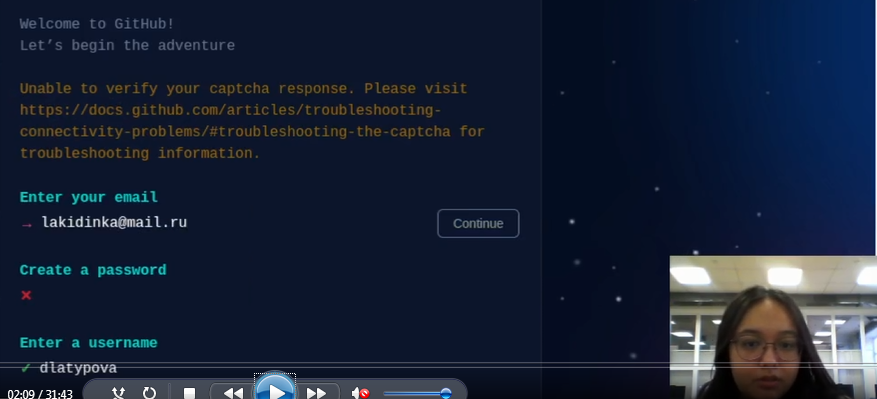 Welcome to GitHub!
Let’s begin the adventure
Unable to verify your captcha response. Please visit
https://docs.github.com/articles/troubleshooting-
connectivity-problems/#troubleshooting-the-captcha for
troubleshooting information.
Enter your email
→ lakidinka@mail.ru
Continue
Create a password
×
Enter a username
✓ dlatypova
02:09 / 31:43